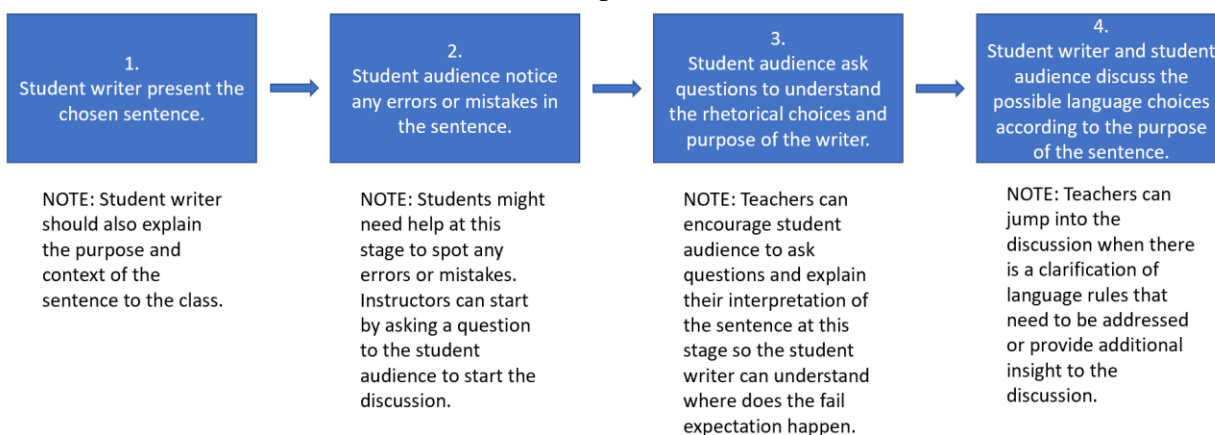 1.
Student writer present the
chosen sentence.
2.
Student audience notice
any errors or mistakes in
the sentence.
3.
Student audience ask
questions to understand
the rhetorical choices and
purpose of the writer.
4.
Student writer and student
audience discuss the
possible language choices
according to the purpose
of the sentence.
NOTE: Student writer
should also explain
the purpose and
context of the
sentence to the class.
NOTE: Students might
need help at this
stage to spot any
errors or mistakes.
Instructors can start
by asking a question
to the student
audience to start the
discussion.
NOTE: Teachers can
encourage student
audience to ask
questions and explain
their interpretation of
the sentence at this
stage so the student
writer can understand
where does the fail
expectation happen.
NOTE: Teachers can
jump into the
discussion when there
is a clarification of
language rules that
need to be addressed
or provide additional
insight to the
discussion.